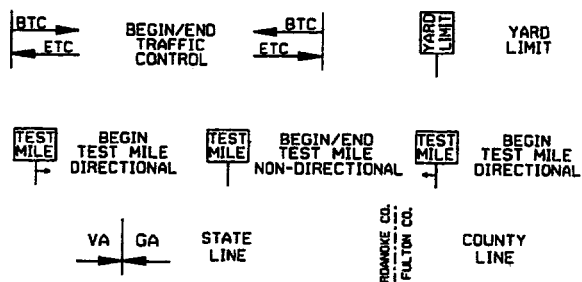 BTC
ETC
BEGIN/END
TRAFFIC
CONTROL
BTC
ETC
YARD
LIMIT
YARD
LIMIT
TEST
MILE
BEGIN
TEST MILE
DIRECTIONAL
TEST
MILE
BEGIN/END
TEST MILE
NON-DIRECTIONAL
TEST
MILE
BEGIN
TEST MILE
DIRECTIONAL
VA GA
STATE
LINE
ROANOKE CO.
FULTON CO.
COUNTY
LINE